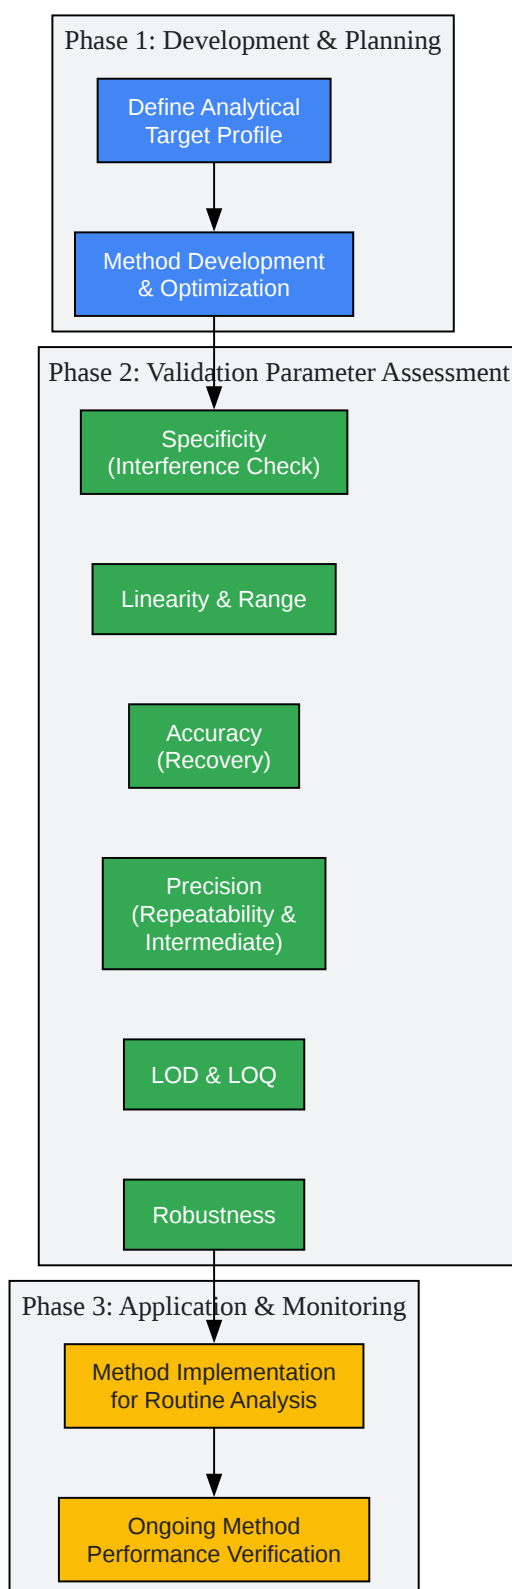 Phase 1: Development & Planning
Define Analytical
Target Profile
Method Development
& Optimization
Phase 2: Validation Parameter Assessment
Specificity
(Interference Check)
Linearity & Range
Accuracy
(Recovery)
Precision
(Repeatability &
Intermediate)
LOD & LOQ
Robustness
Phase 3: Application & Monitoring
Method Implementation
for Routine Analysis
Ongoing Method
Performance Verification